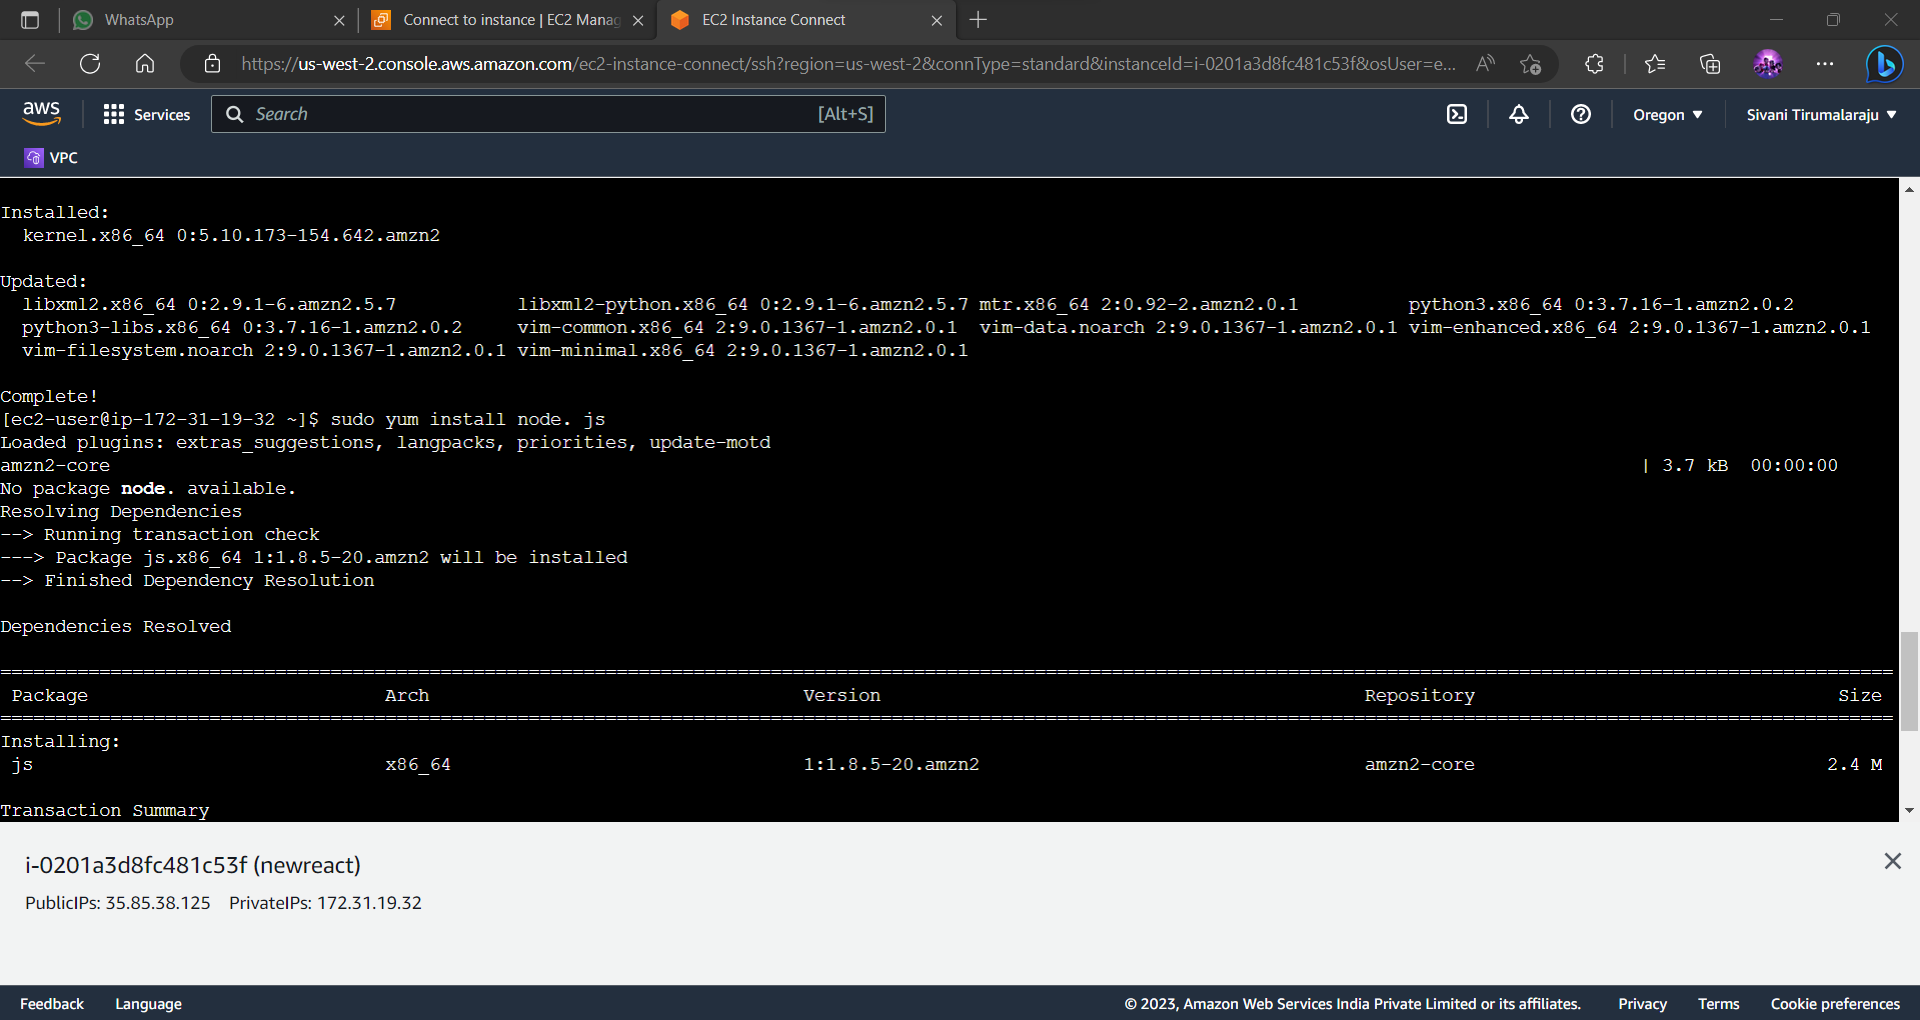 WhatsApp
Connect to instance | EC2 Manag
EC2 Instance Connect
https://us-west-2.console.aws.amazon.com/ec2-instance-connect/ssh?region=us-west-2&connType=standard&instanceId=i-0201a3d8fc481c53f&osUser=e...
aws
Services
Search
[Alt+S]
Oregon
Sivani Tirumalaraju
VPC
Installed:
kernel.x86_64 0:5.10.173-154.642.amzn2
Updated:
libxml2.x86_64 0:2.9.1-6.amzn2.5.7 libxml2-python.x86_64 0:2.9.1-6.amzn2.5.7 mtr.x86_64 2:0.92-2.amzn2.0.1 python3.x86_64 0:3.7.16-1.amzn2.0.2
python3-libs.x86_64 0:3.7.16-1.amzn2.0.2 vim-common.x86_64 2:9.0.1367-1.amzn2.0.1 vim-data.noarch 2:9.0.1367-1.amzn2.0.1 vim-enhanced.x86_64 2:9.0.1367-1.amzn2.0.1
vim-filesystem.noarch 2:9.0.1367-1.amzn2.0.1 vim-minimal.x86_64 2:9.0.1367-1.amzn2.0.1
Complete!
[ec2-user@ip-172-31-19-32 ~]$ sudo yum install node. js
Loaded plugins: extras_suggestions, langpacks, priorities, update-motd
amzn2-core | 3.7 kB 00:00:00
No package node. available.
Resolving Dependencies
--> Running transaction check
---> Package js.x86_64 1:1.8.5-20.amzn2 will be installed
--> Finished Dependency Resolution
Dependencies Resolved
Package Arch Version Repository Size
Installing:
js x86_64 1:1.8.5-20.amzn2 amzn2-core 2.4 M
Transaction Summary
i-0201a3d8fc481c53f (newreact)
PublicIPs: 35.85.38.125 PrivateIPs: 172.31.19.32
Feedback Language © 2023, Amazon Web Services India Private Limited or its affiliates. Privacy Terms Cookie preferences